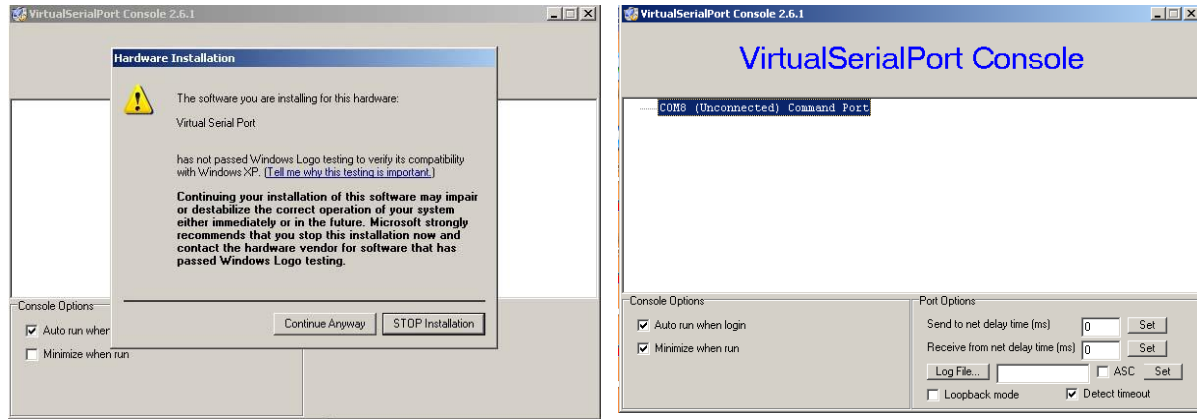 VirtualSerialPort Console 2.6.1
Hardware Installation
The software you are installing for this hardware:
Virtual Serial Port
has not passed Windows Logo testing to verify its compatibility
with Windows XP. (Tell me why this testing is important.)
Continuing your installation of this software may impair
or destabilize the correct operation of your system
either immediately or in the future. Microsoft strongly
recommends that you stop this installation now and
contact the hardware vendor for software that has
passed Windows Logo testing.
Continue Anyway
STOP Installation
Console Options
Auto run wher
Minimize when run
VirtualSerialPort Console 2.6.1
VirtualSerialPort Console
COM8 (Unconnected) Command Port
Console Options
Auto run when login
Minimize when run
Port Options
Send to net delay time (ms) 0 Set
Receive from net delay time (ms) 0 Set
Log File... ASC Set
Loopback mode Detect timeout